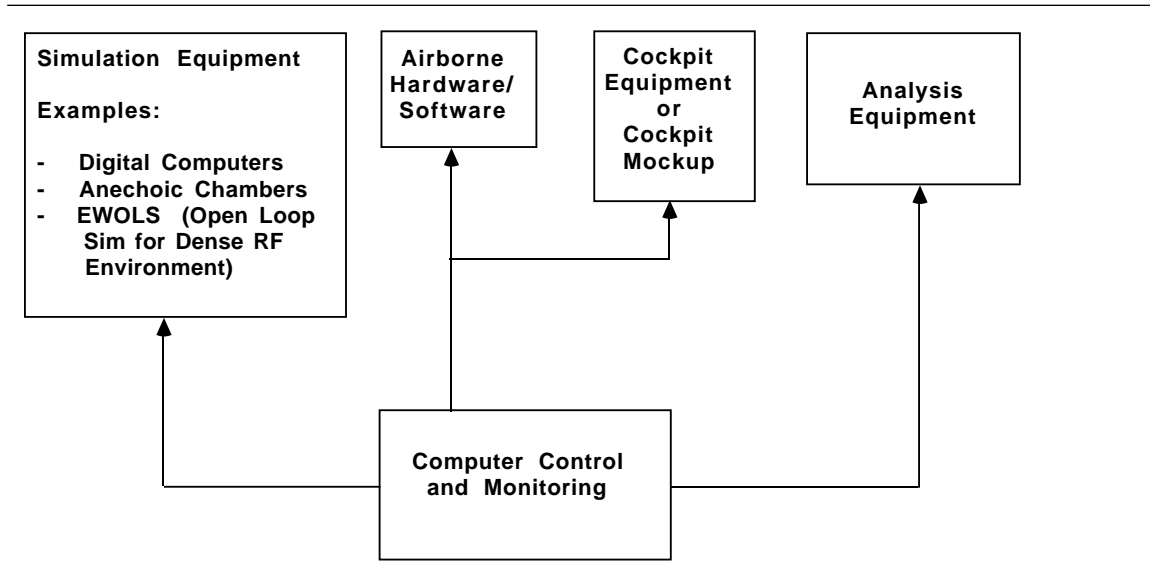 Simulation Equipment
Examples:
- Digital Computers
- Anechoic Chambers
- EWOLS (Open Loop
Sim for Dense RF
Environment)
Airborne
Hardware/
Software
Cockpit
Equipment
or
Cockpit
Mockup
Analysis
Equipment
Computer Control
and Monitoring